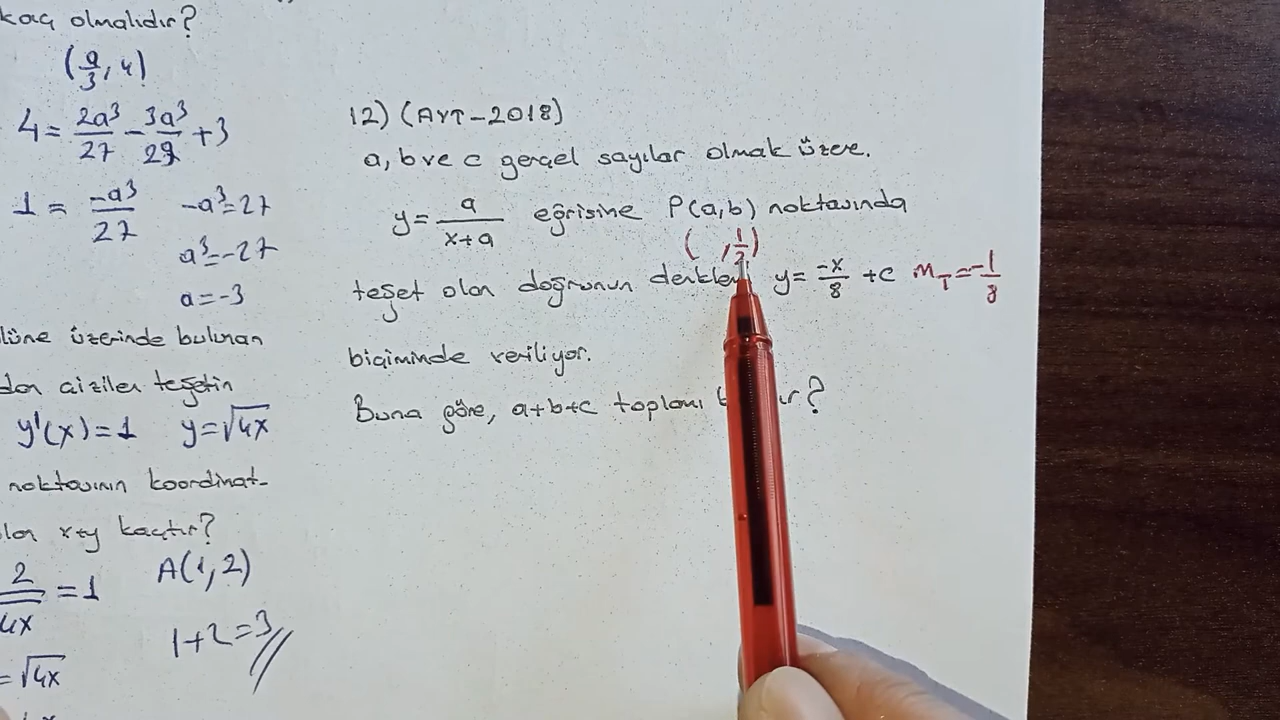 kaç olmalıdır?
(a/3, 4)
4 = 2a³/27 - 3a³/27 + 3
1 = -a³/27 -a³=27
a³=-27
a=-3
üzerinde bulunan
çizilen teğetin
y'(x)=1 y=√4x
noktasının koordinat-
x+y kaçtır?
2/ =1 A(1,2)
4x
1+2=3//
=√4x
12) (AYT-2018)
a, b ve c gerçel sayılar olmak üzere.
y= a/(x+a) eğrisine P(a,b) noktasında
( , 1/2)
teğet olan doğrunun y= -x/8 +c M_T = -1/8
biçiminde veriliyor.
Buna göre, a+b+c toplamı